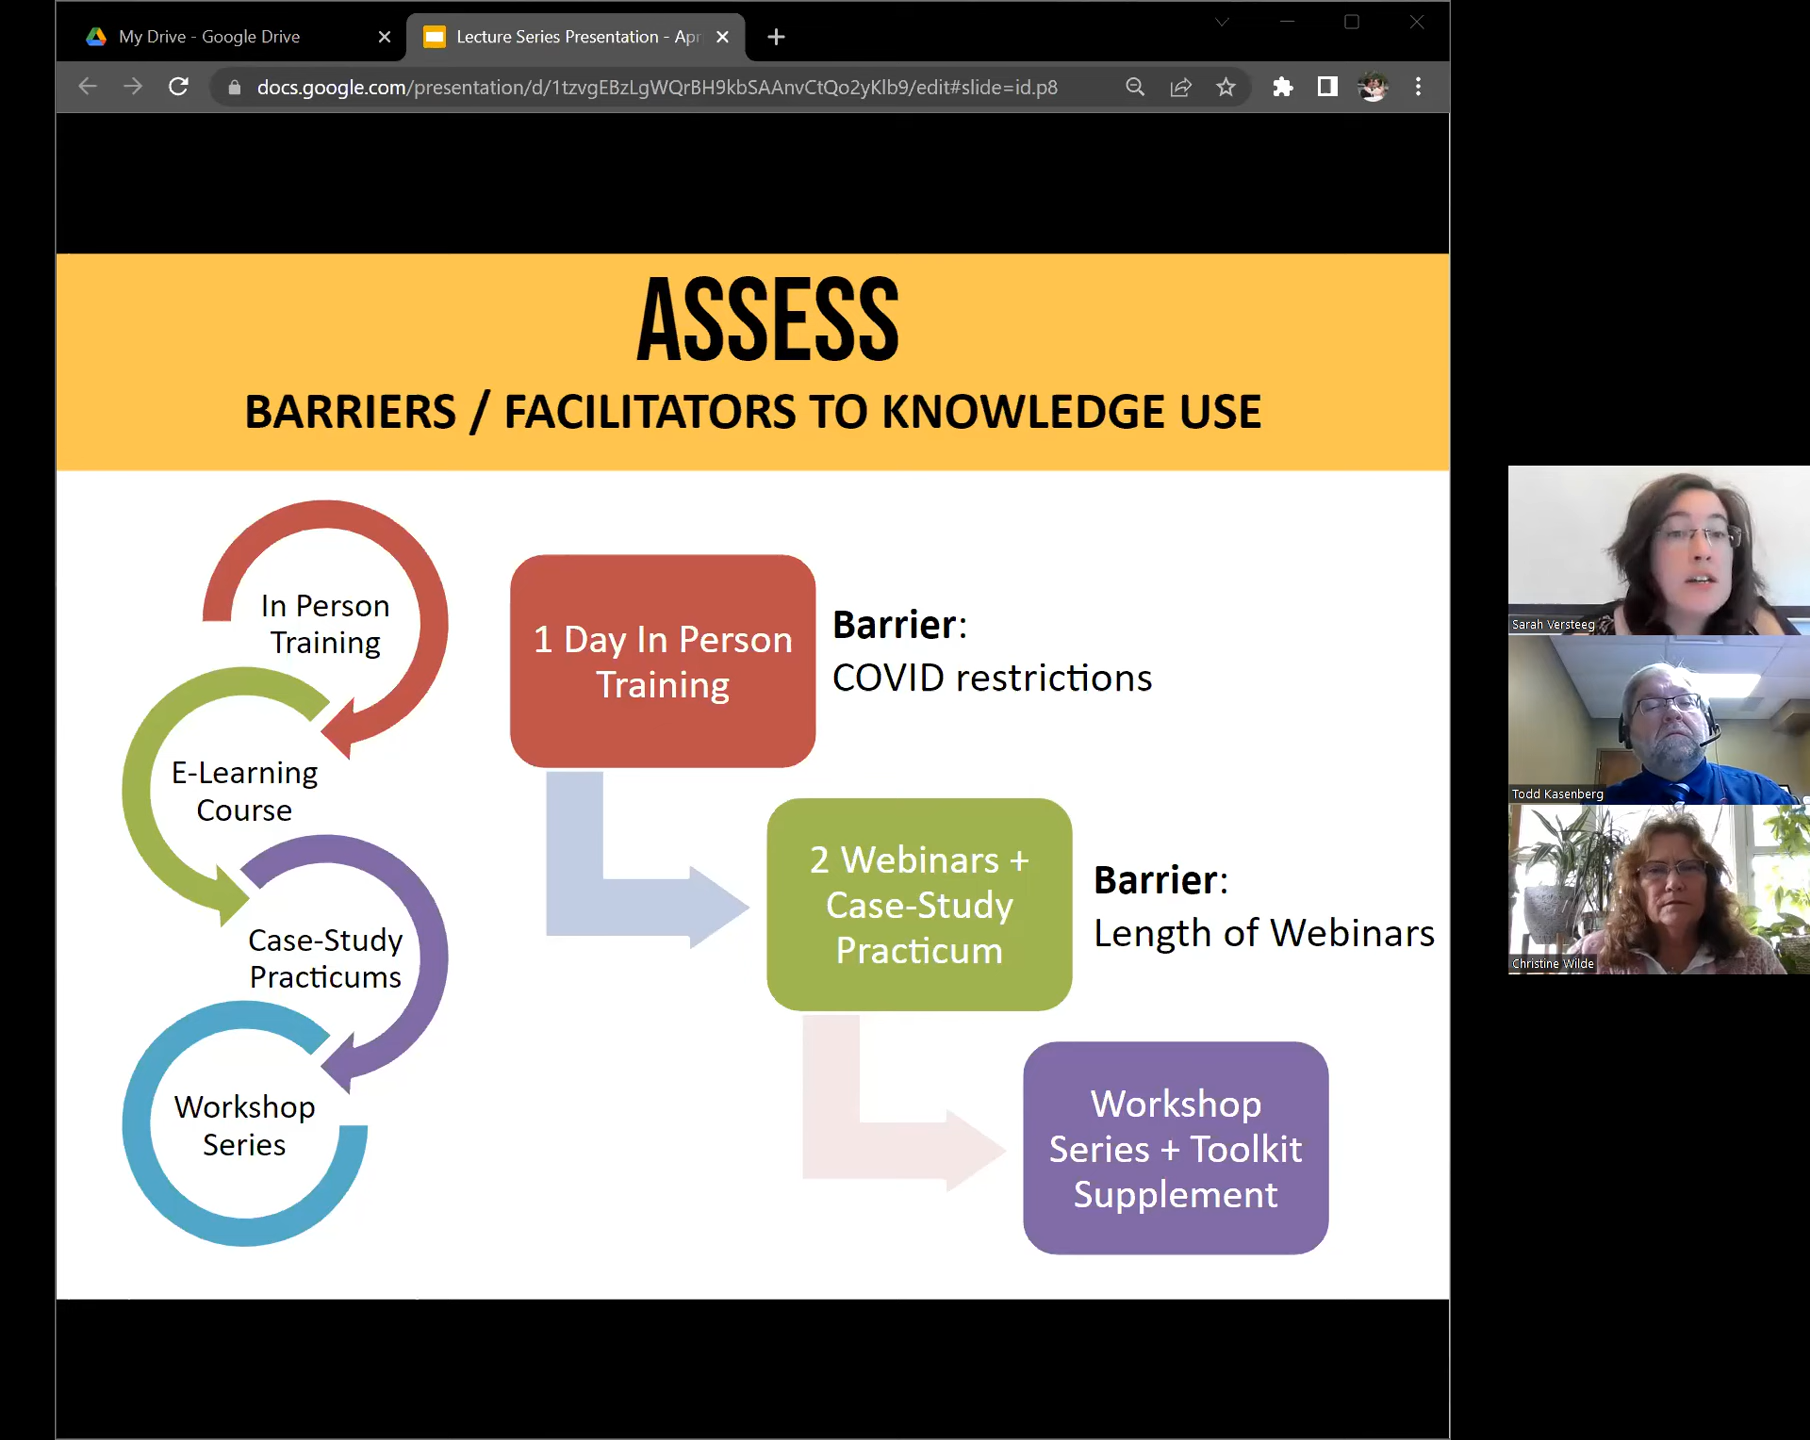 My Drive - Google Drive
Lecture Series Presentation - Apr
docs.google.com/presentation/d/1tzvgEBzLgWQrBH9kbSAAnvCtQo2yKlb9/edit#slide=id.p8
ASSESS
BARRIERS / FACILITATORS TO KNOWLEDGE USE
In Person
Training
E-Learning
Course
Case-Study
Practicums
Workshop
Series
1 Day In Person
Training
Barrier:
COVID restrictions
2 Webinars +
Case-Study
Practicum
Barrier:
Length of Webinars
Workshop
Series + Toolkit
Supplement
Sarah Versteeg
Todd Kasenberg
Christine Wilde